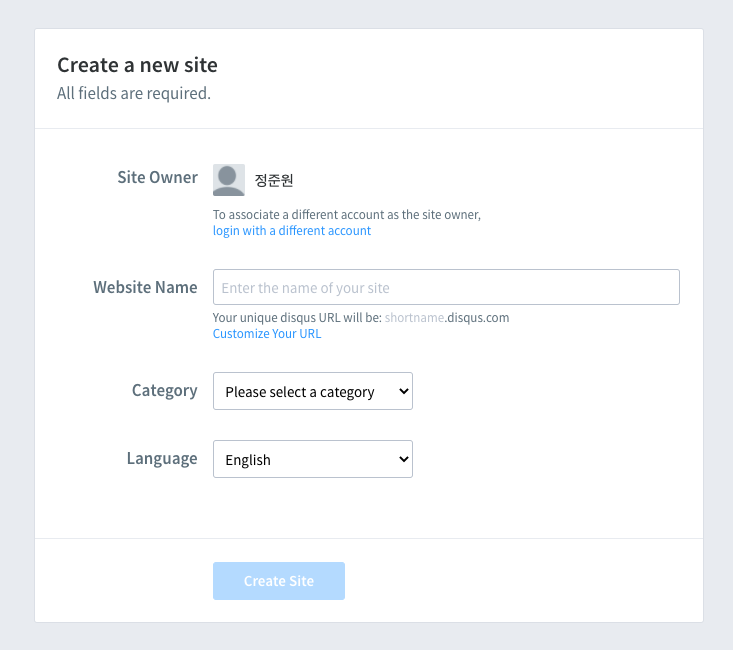 Create a new site
All fields are required.
Site Owner
정준원
To associate a different account as the site owner,
login with a different account
Website Name
Enter the name of your site
Your unique disqus URL will be: shortname.disqus.com
Customize Your URL
Category
Please select a category
Language
English
Create Site